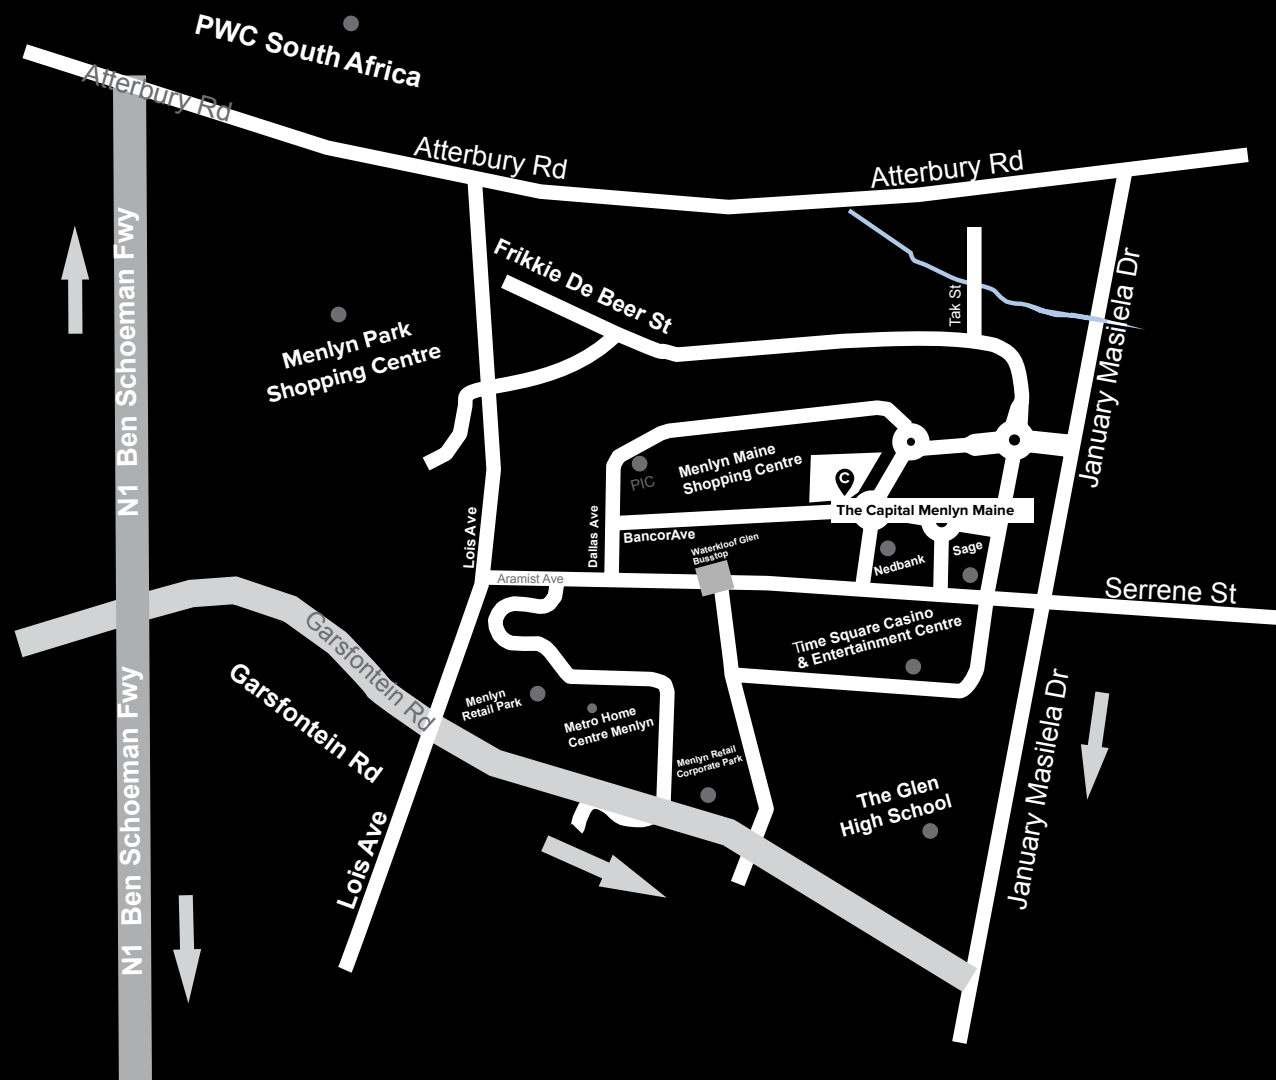 PWC South Africa
Atterbury Rd
Atterbury Rd
Atterbury Rd
N1 Ben Schoeman Fwy
Frikkie De Beer St
Tak St
January Masilela Dr
Menlyn Park
Shopping Centre
Menlyn Maine
Shopping Centre
PIC
C
The Capital Menlyn Maine
Lois Ave
Dallas Ave
BancorAve
Waterkloof Glen
Busstop
Nedbank
Sage
Aramist Ave
Serrene St
Garsfontein Rd
Garsfontein Rd
Time Square Casino
& Entertainment Centre
Menlyn
Retail Park
Metro Home
Centre Menlyn
Menlyn Retail
Corporate Park
N1 Ben Schoeman Fwy
Lois Ave
The Glen
High School
January Masilela Dr